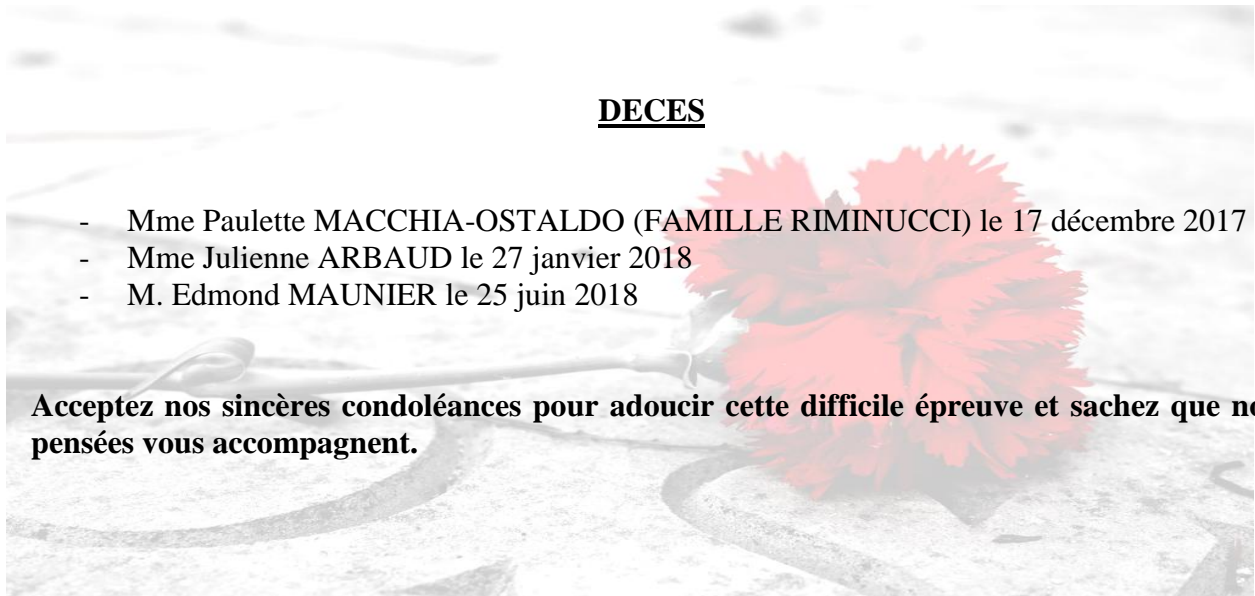 DECES
- Mme Paulette MACCHIA-OSTALDO (FAMILLE RIMINUCCI) le 17 décembre 2017
- Mme Julienne ARBAUD le 27 janvier 2018
- M. Edmond MAUNIER le 25 juin 2018
Acceptez nos sincères condoléances pour adoucir cette difficile épreuve et sachez que
pensées vous accompagnent.